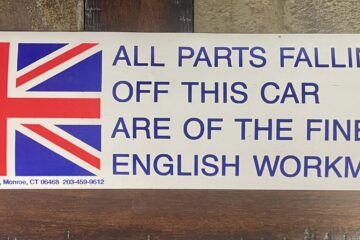 ALL PARTS FALLI
OFF THIS CAR
ARE OF THE FINE
ENGLISH WORKM
, Monroe, CT 06468 203-459-9612